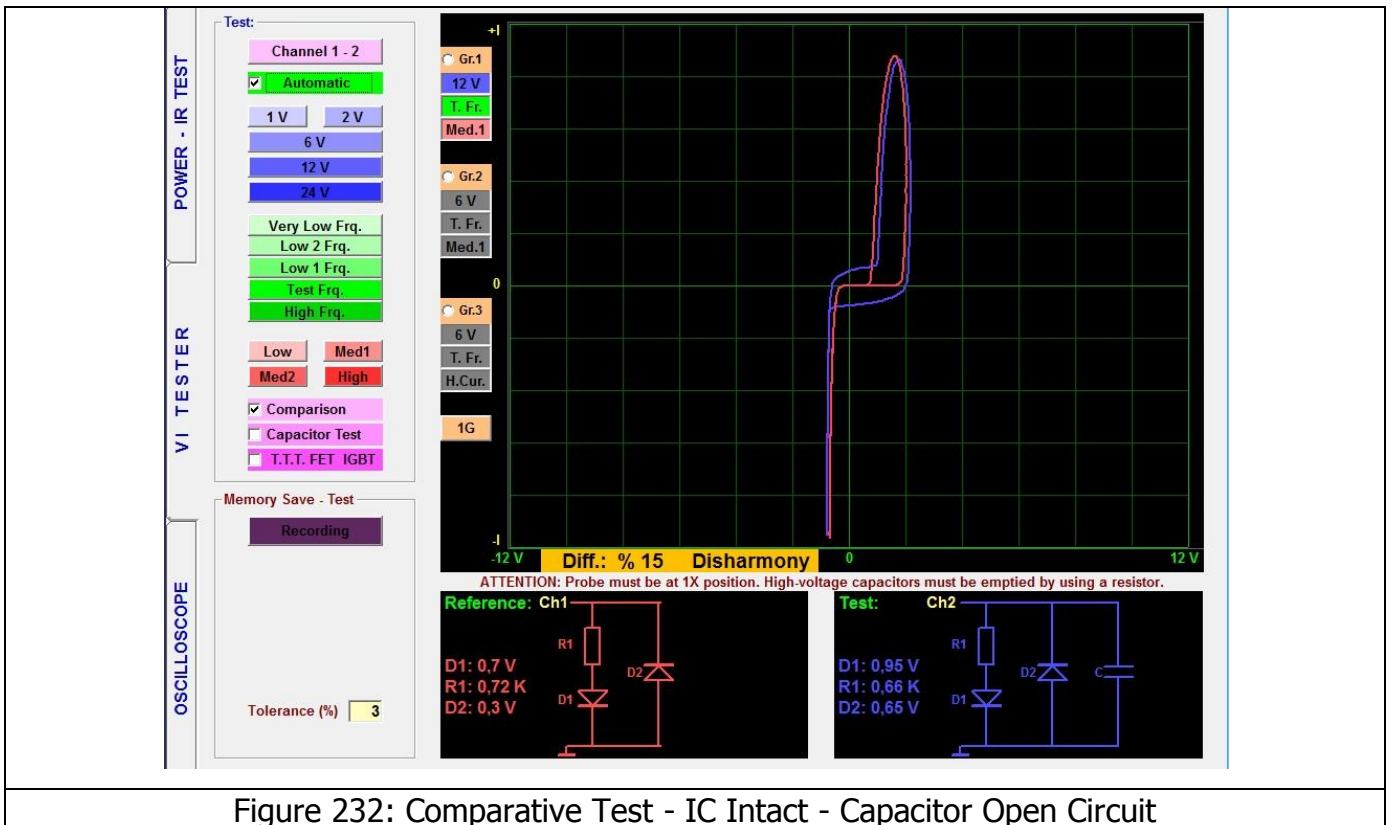 POWER - IR TEST
VI TESTER
OSCILLOSCOPE
Test:
Channel 1 - 2
Automatic
1 V 2 V
6 V
12 V
24 V
Very Low Frq.
Low 2 Frq.
Low 1 Frq.
Test Frq.
High Frq.
Low Med1
Med2 High
Comparison
Capacitor Test
T.T.T. FET IGBT
Memory Save - Test
Recording
Tolerance (%) 3
Gr.1
12 V
T. Fr.
Med.1
Gr.2
6 V
T. Fr.
Med.1
Gr.3
6 V
T. Fr.
H.Cur.
1G
+I
0
-I
-12 V 0 12 V
Diff.: % 15 Disharmony
ATTENTION: Probe must be at 1X position. High-voltage capacitors must be emptied by using a resistor.
Reference: Ch1
R1
D2
D1
D1: 0,7 V
R1: 0,72 K
D2: 0,3 V
Test: Ch2
R1
D2
C
D1
D1: 0,95 V
R1: 0,66 K
D2: 0,65 V
Figure 232: Comparative Test - IC Intact - Capacitor Open Circuit